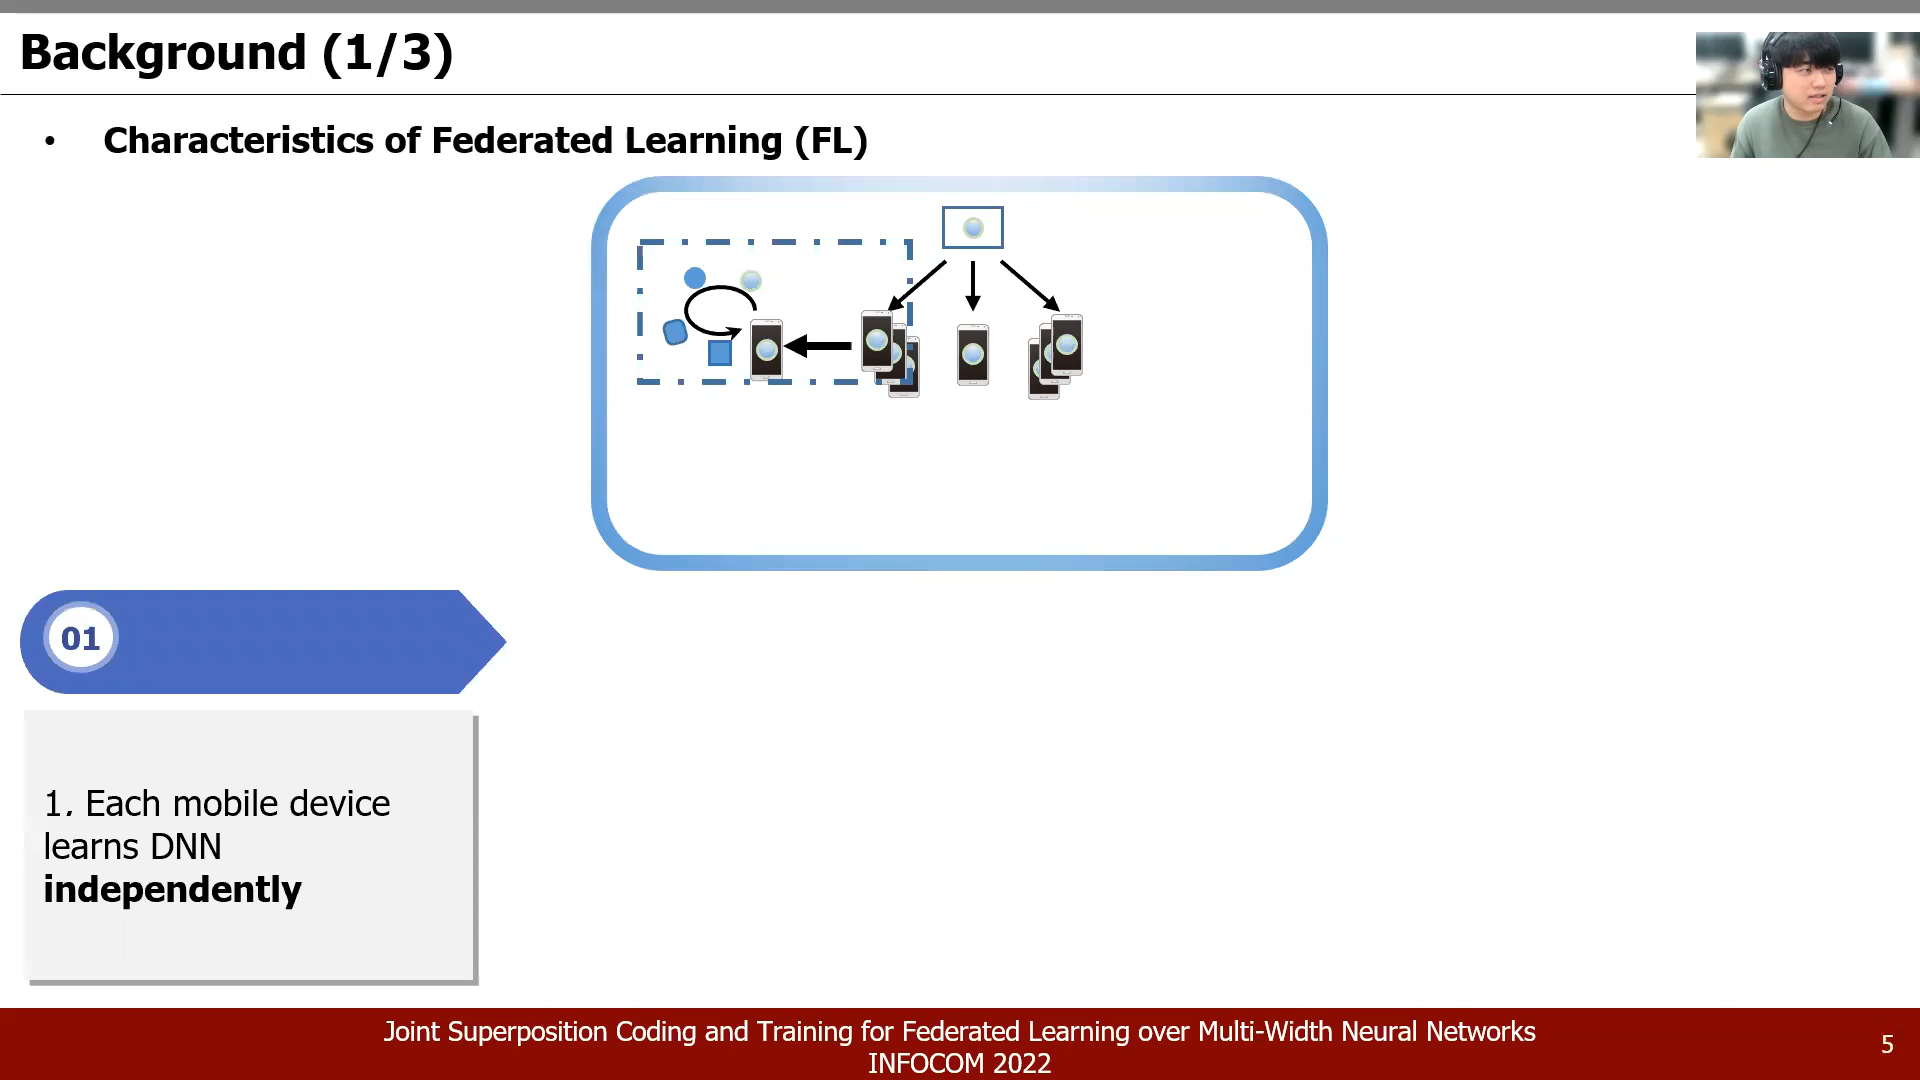 Background (1/3)
• Characteristics of Federated Learning (FL)
01
1. Each mobile device
learns DNN
independently
Joint Superposition Coding and Training for Federated Learning over Multi-Width Neural Networks
INFOCOM 2022
5